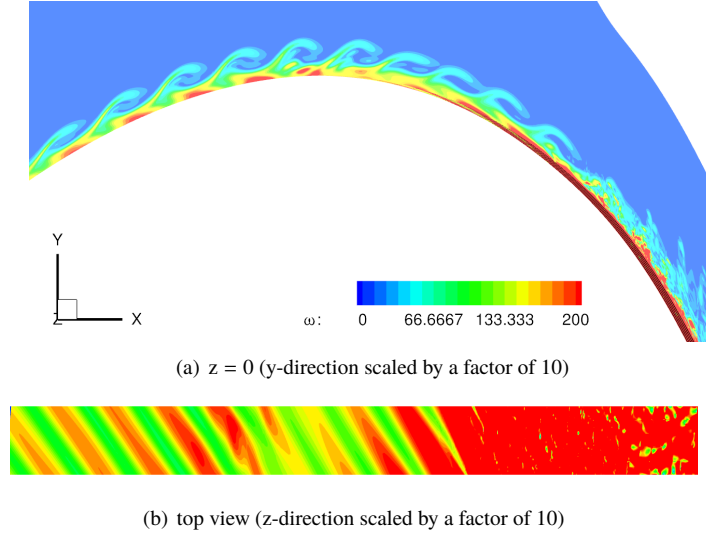 Y
Z
X
ω:
0 66.6667 133.333 200
(a) z = 0 (y-direction scaled by a factor of 10)
(b) top view (z-direction scaled by a factor of 10)